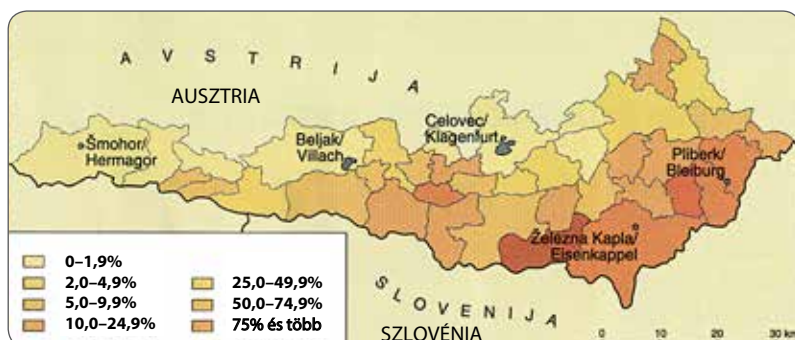 A V S T R I J A
AUSZTRIA
Šmohor/
Hermagor
Beljak/
Villach
Celovec/
Klagenfurt
Pliberk/
Bleiburg
Železna Kapla/
Eisenkappel
0–1,9%
2,0–4,9%
5,0–9,9%
10,0–24,9%
25,0–49,9%
50,0–74,9%
75% és több
S L O V E N I J A
SZLOVÉNIA
0 10 20 30 km